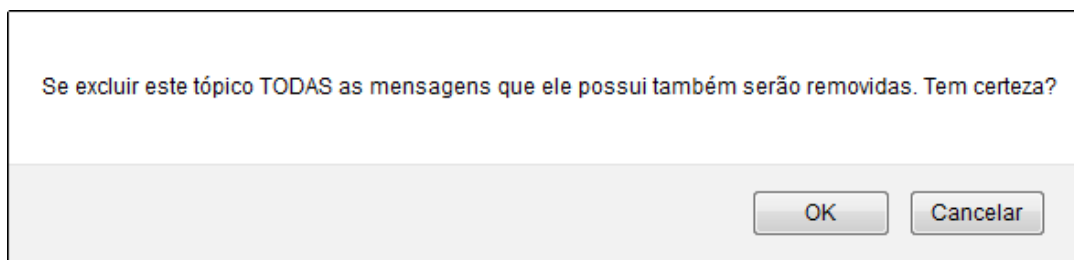 Se excluir este tópico TODAS as mensagens que ele possui também serão removidas. Tem certeza?
OK
Cancelar